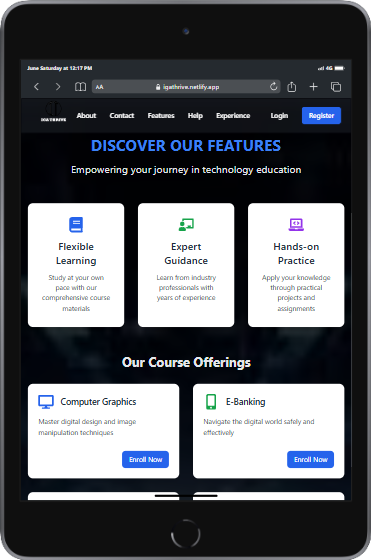 June Saturday at 12:17 PM
4G
AA
igathrive.netlify.app
IGATHRIVE
About
Contact
Features
Help
Experience
Login
Register
DISCOVER OUR FEATURES
Empowering your journey in technology education
Flexible
Learning
Study at your own
pace with our
comprehensive course
materials
Expert
Guidance
Learn from industry
professionals with
years of experience
Hands-on
Practice
Apply your knowledge
through practical
projects and
assignments
Our Course Offerings
Computer Graphics
Master digital design and image
manipulation techniques
Enroll Now
E-Banking
Navigate the digital world safely and
effectively
Enroll Now